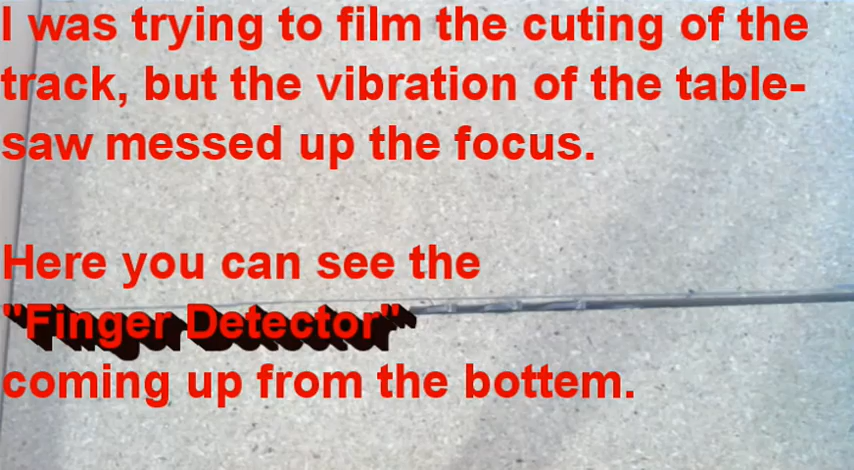 I was trying to film the cuting of the
track, but the vibration of the table-
saw messed up the focus.
Here you can see the
"Finger Detector"
coming up from the bottem.